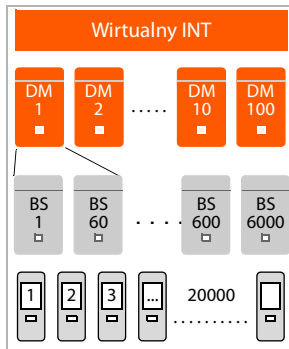 Wirtualny INT
DM DM DM DM
1 2 ..... 10 100
BS BS BS BS
1 60 . . . . 600 6000
1 2 3 ... 20000
..........